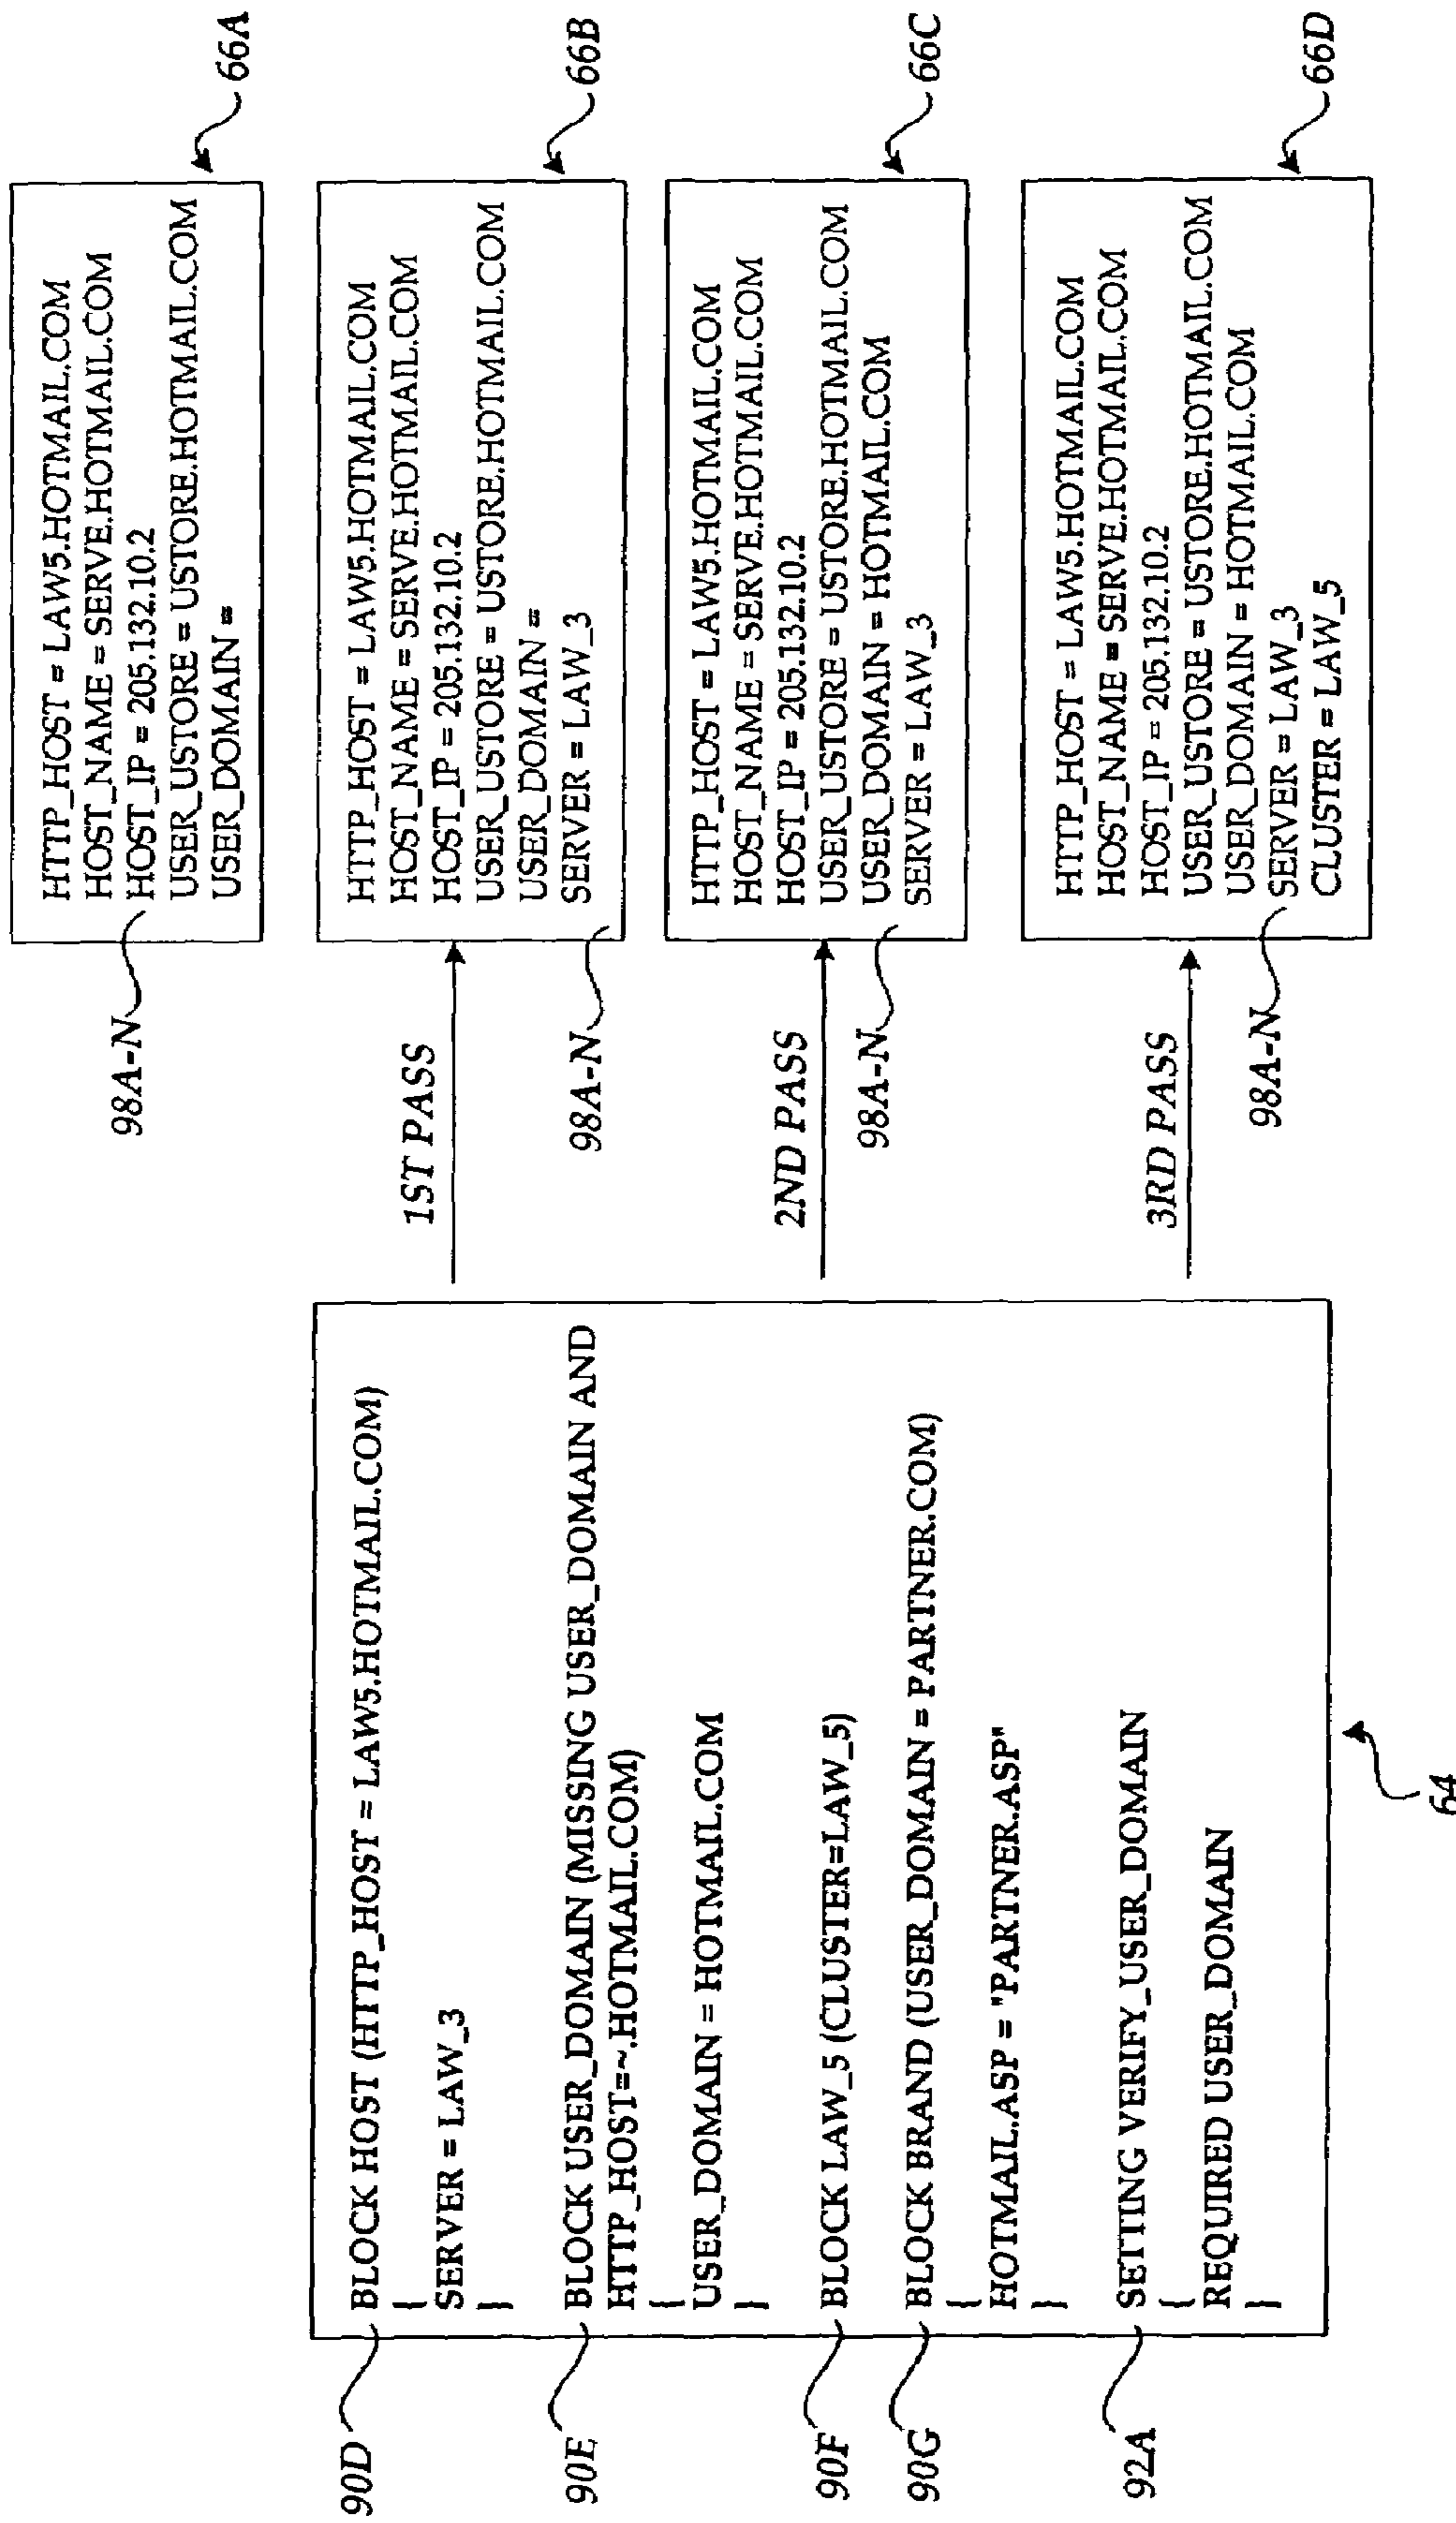 90D
BLOCK HOST (HTTP_HOST = LAW5.HOTMAIL.COM)
{
SERVER = LAW_3
}
90E
BLOCK USER_DOMAIN (MISSING USER_DOMAIN AND
HTTP_HOST=~.HOTMAIL.COM)
{
USER_DOMAIN = HOTMAIL.COM
}
90F
BLOCK LAW_5 (CLUSTER=LAW_5)
90G
BLOCK BRAND (USER_DOMAIN = PARTNER.COM)
{
HOTMAIL.ASP = "PARTNER.ASP"
}
92A
SETTING VERIFY_USER_DOMAIN
{
REQUIRED USER_DOMAIN
}
64
98A-N
HTTP_HOST = LAW5.HOTMAIL.COM
HOST_NAME = SERVE.HOTMAIL.COM
HOST_IP = 205.132.10.2
USER_USTORE = USTORE.HOTMAIL.COM
USER_DOMAIN =
66A
1ST PASS
98A-N
HTTP_HOST = LAW5.HOTMAIL.COM
HOST_NAME = SERVE.HOTMAIL.COM
HOST_IP = 205.132.10.2
USER_USTORE = USTORE.HOTMAIL.COM
USER_DOMAIN =
SERVER = LAW_3
66B
2ND PASS
98A-N
HTTP_HOST = LAW5.HOTMAIL.COM
HOST_NAME = SERVE.HOTMAIL.COM
HOST_IP = 205.132.10.2
USER_USTORE = USTORE.HOTMAIL.COM
USER_DOMAIN = HOTMAIL.COM
SERVER = LAW_3
66C
3RD PASS
98A-N
HTTP_HOST = LAW5.HOTMAIL.COM
HOST_NAME = SERVE.HOTMAIL.COM
HOST_IP = 205.132.10.2
USER_USTORE = USTORE.HOTMAIL.COM
USER_DOMAIN = HOTMAIL.COM
SERVER = LAW_3
CLUSTER = LAW_5
66D